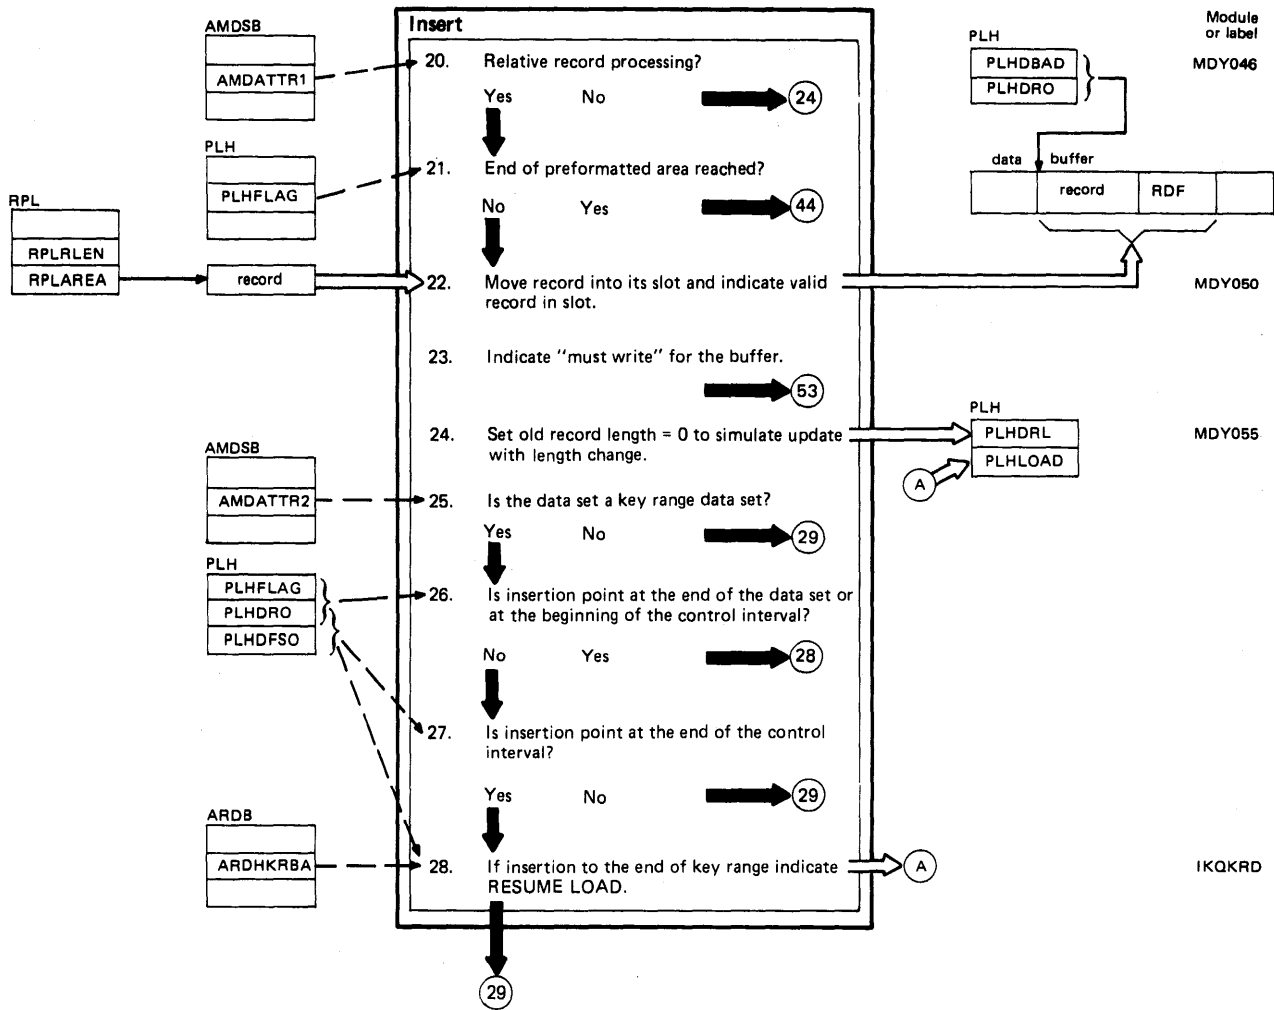 Insert
Module
or label
AMDSB
AMDATTR1
20. Relative record processing?
Yes No 24
PLH
PLHDBAD
PLHDRO
MDY046
PLH
PLHFLAG
21. End of preformatted area reached?
No Yes 44
data buffer
record RDF
RPL
RPLRLEN
RPLAREA
record
22. Move record into its slot and indicate valid
record in slot.
MDY050
23. Indicate "must write" for the buffer.
53
24. Set old record length = 0 to simulate update
with length change.
PLH
PLHDRL
PLHLOAD
A
MDY055
AMDSB
AMDATTR2
25. Is the data set a key range data set?
Yes No 29
PLH
PLHFLAG
PLHDRO
PLHDFSO
26. Is insertion point at the end of the data set or
at the beginning of the control interval?
No Yes 28
27. Is insertion point at the end of the control
interval?
Yes No 29
ARDB
ARDHKRBA
28. If insertion to the end of key range indicate
RESUME LOAD.
A
IKQKRD
29